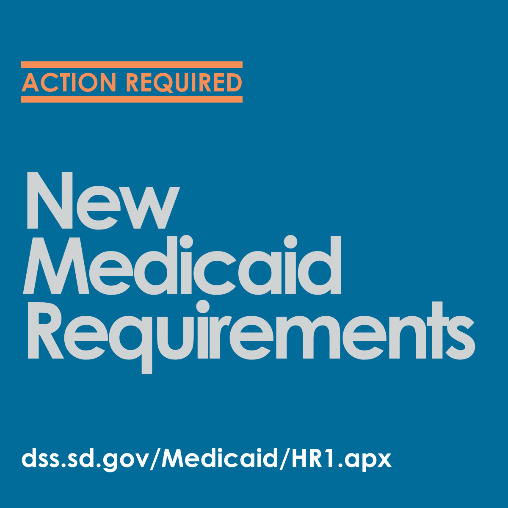 ACTION REQUIRED
New
Medicaid
Requirements
dss.sd.gov/Medicaid/HR1.apx